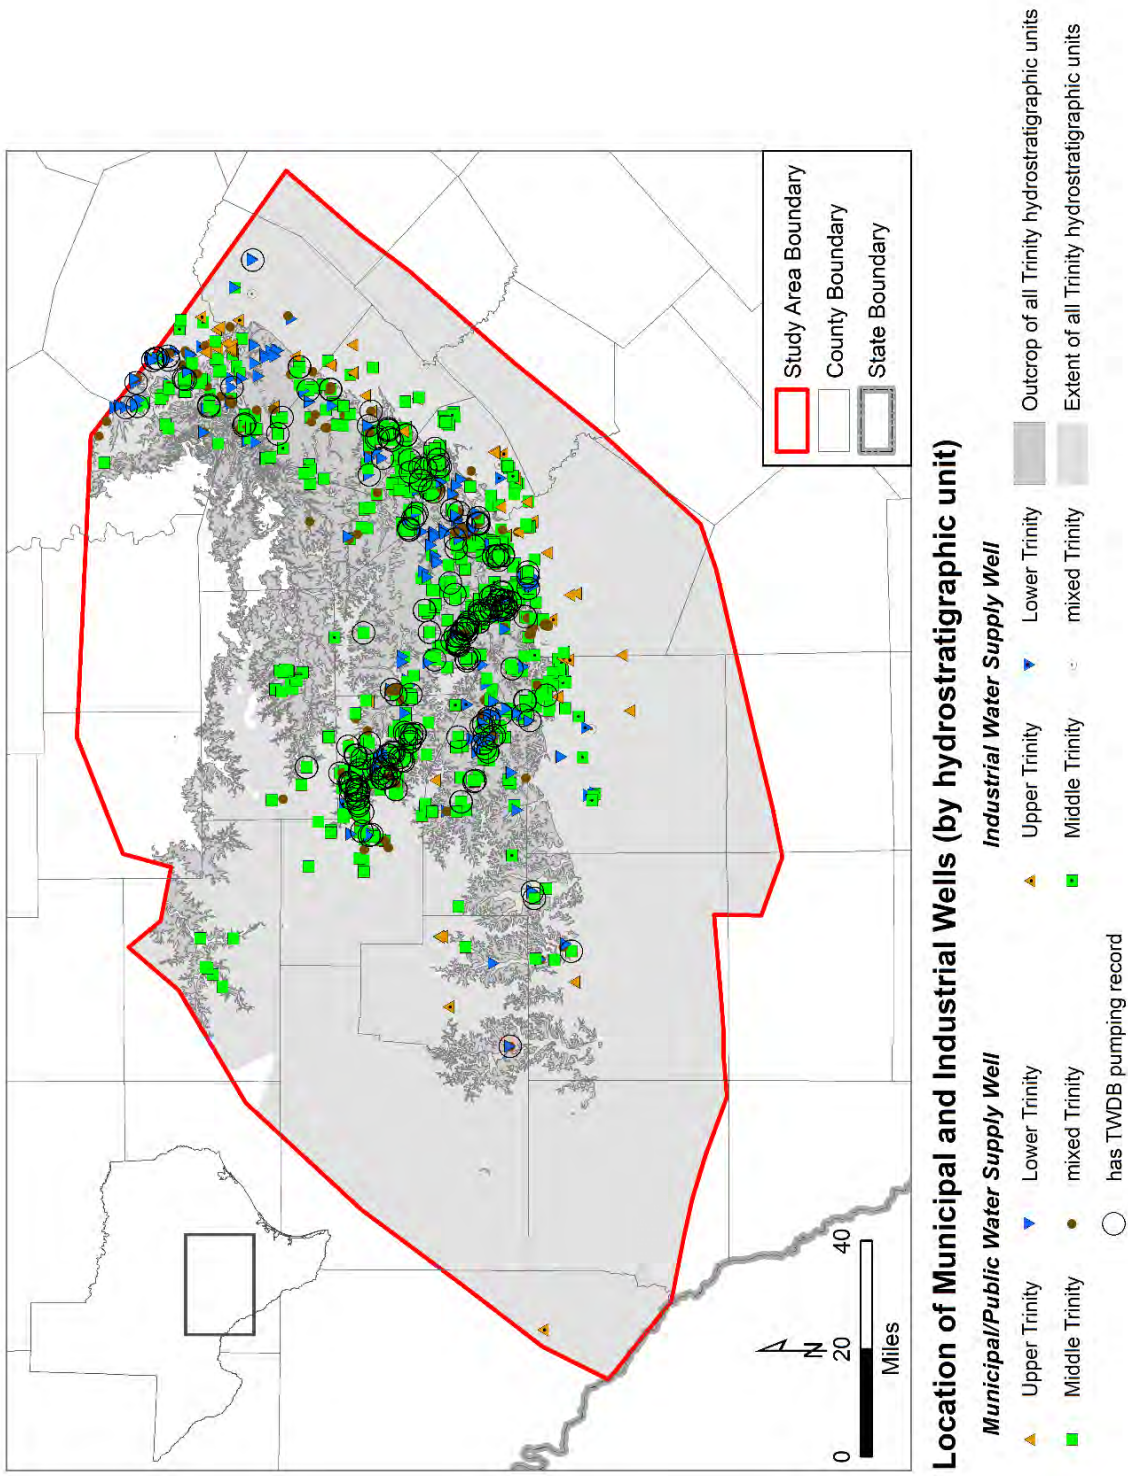 Study Area Boundary
County Boundary
State Boundary
N
0 20 40
Miles
Location of Municipal and Industrial Wells (by hydrostratigraphic unit)
Municipal/Public Water Supply Well
Upper Trinity
Lower Trinity
Middle Trinity
mixed Trinity
has TWDB pumping record
Industrial Water Supply Well
Upper Trinity
Lower Trinity
Middle Trinity
mixed Trinity
Outcrop of all Trinity hydrostratigraphic units
Extent of all Trinity hydrostratigraphic units